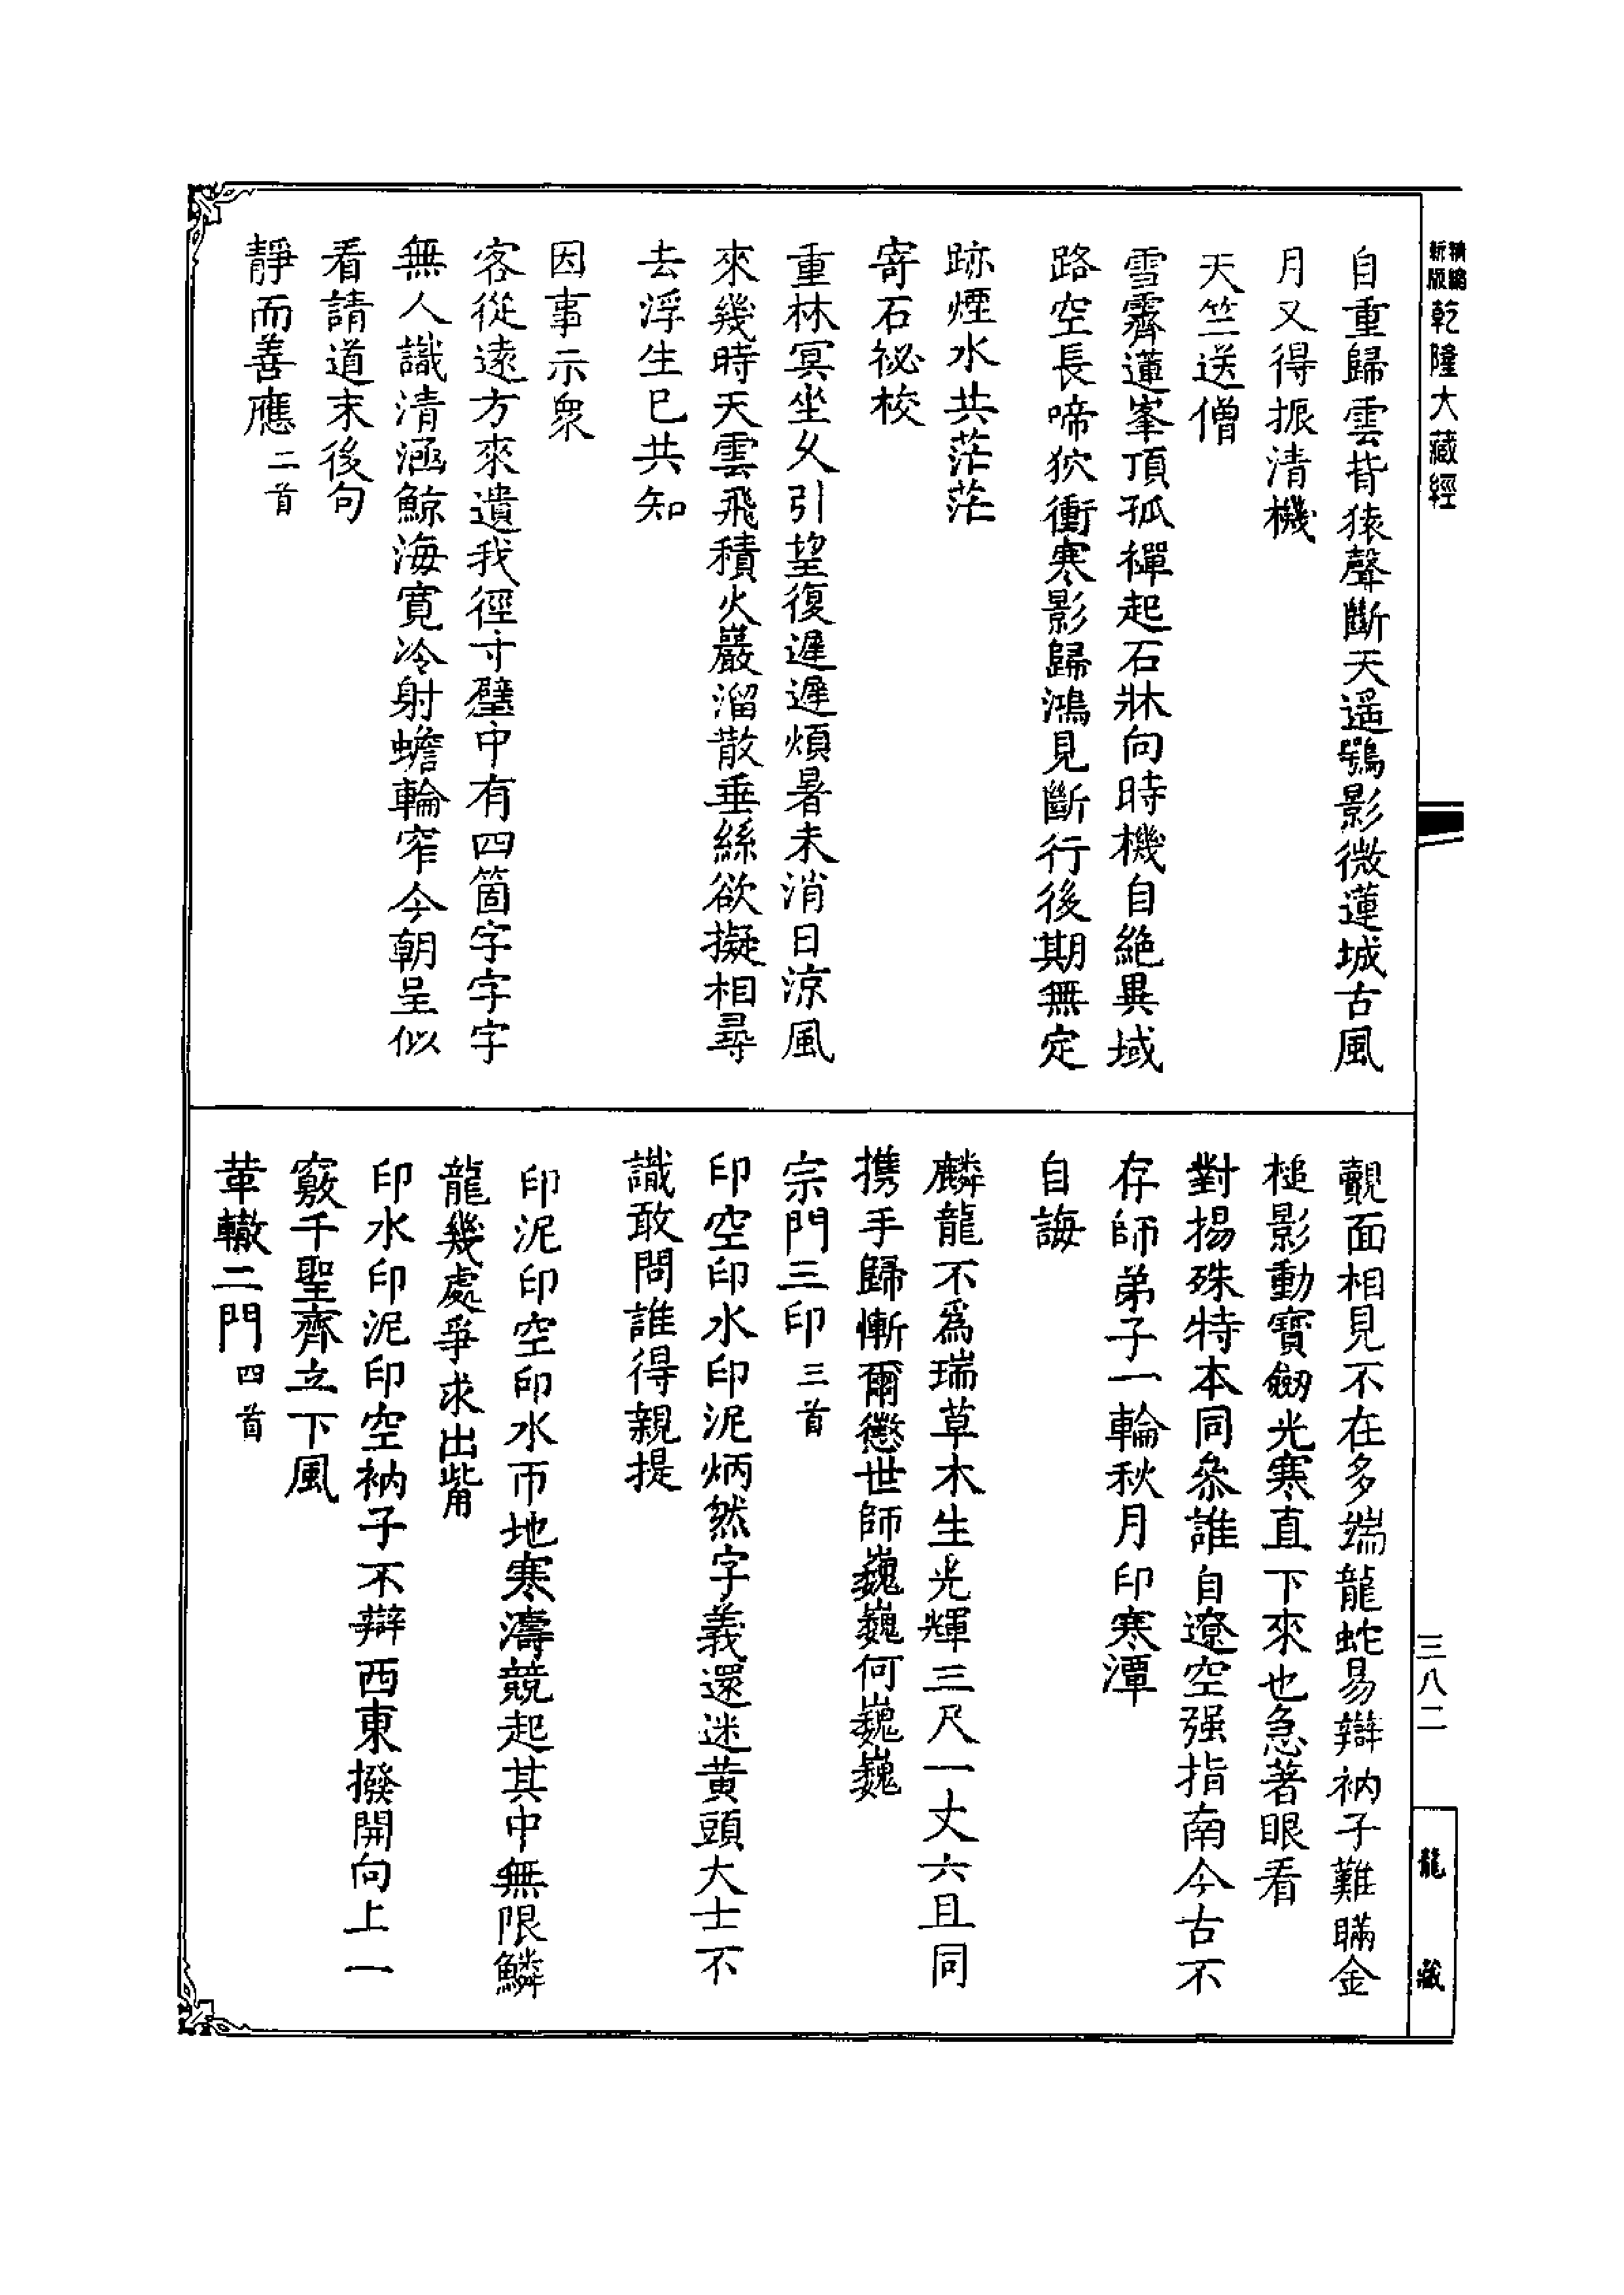 精縮
新版
乾隆大藏經
自重歸雲背猿聲斷天遥鶚影微蓮城古風
月又得振清機
天竺送僧
雪霽蓮峯頂孤禪起石牀向時機自絶異域
路空長啼狖衝寒影歸鴻見斷行後期無定
跡煙水共茫茫
寄石祕校
重林冥坐久引望復遲遲煩暑未消日涼風
來幾時天雲飛積火巖溜散垂絲欲擬相尋
去浮生已共知
因事示衆
客從遠方來遺我徑寸璧中有四箇字字字
無人識清涵鯨海寛冷射蟾輪窄今朝呈似
看請道末後句
靜而善應二首
覿面相見不在多端龍蛇易辯衲子難瞞金
槌影動寶劒光寒直下來也急著眼看
對揚殊特本同叅誰自遼空强指南今古不
存師弟子一輪秋月印寒潭
自誨
麟龍不爲瑞草木生光輝三尺一丈六且同
携手歸慚爾懲世師巍巍何巍巍
宗門三印三首
印空印水印泥炳然字義還迷黄頭大士不
識敢問誰得親提
印泥印空印水帀地寒濤競起其中無限鱗
龍幾處爭求出觜
印水印泥印空衲子不辯西東撥開向上一
竅千聖齊立下風
革轍二門四首
三八二
龍藏